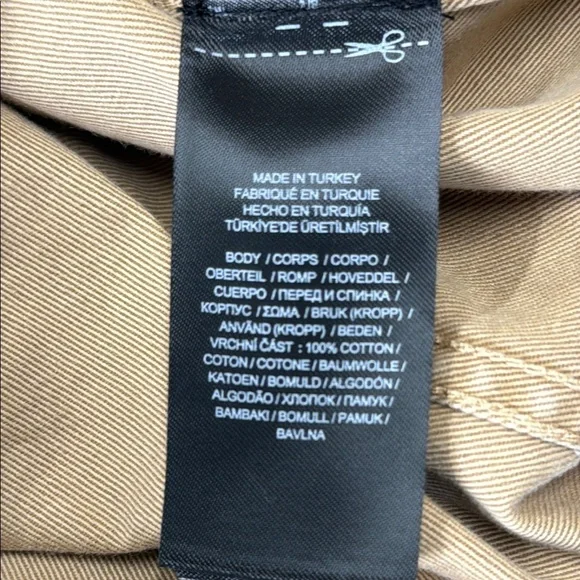 MADE IN TURKEY
FABRIQUÉ EN TURQUIE
HECHO EN TURQUÍA
TÜRKİYE'DE ÜRETİLMİŞTİR
BODY / CORPS / CORPO /
OBERTEIL / ROMP / HOVEDDEL /
CUERPO / ПЕРЕД И СПИНКА /
КОРПУС / ΣΩΜΑ / BRUK (KROPP) /
ANVÄND (KROPP) / BEDEN /
VRCHNÍ ČÁST : 100% COTTON /
COTON / COTONE / BAUMWOLLE /
KATOEN / BOMULD / ALGODÓN /
ALGODÃO / ХЛОПОК / ПАМУК /
BAMBAKI / BOMULL / PAMUK /
BAVLNA